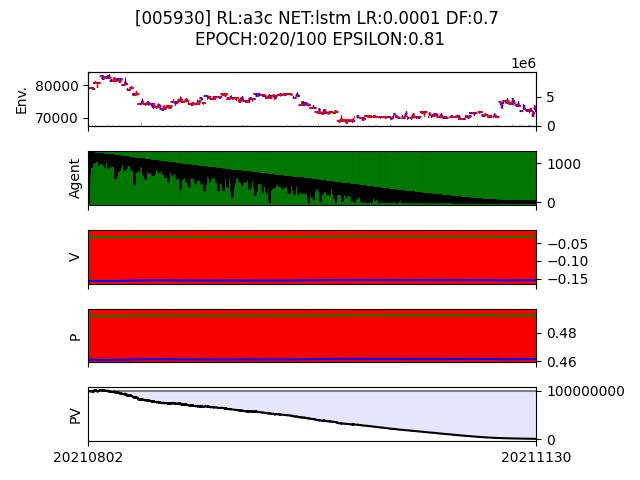 [005930] RL:a3c NET:lstm LR:0.0001 DF:0.7
EPOCH:020/100 EPSILON:0.81
1e6
Env.
80000
70000
5
0
Agent
1000
0
V
−0.05
−0.10
−0.15
P
0.48
0.46
PV
100000000
0
20210802
20211130